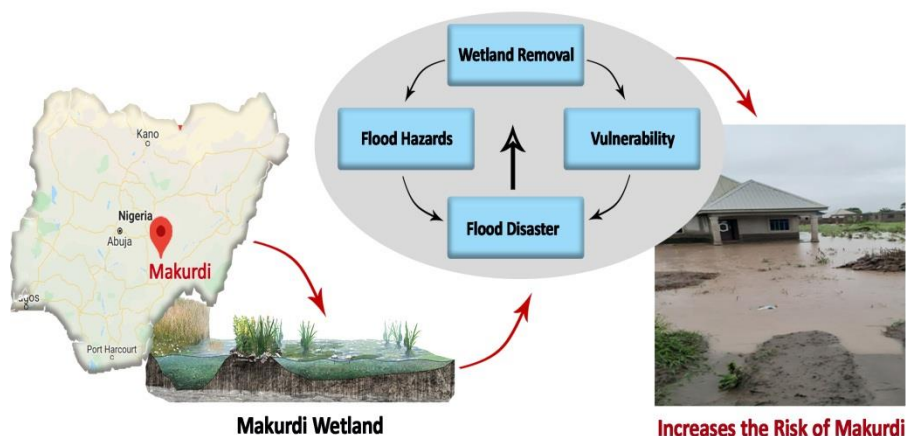 Kano
Nigeria
Abuja
Makurdi
Port Harcourt
Makurdi Wetland
Wetland Removal
Flood Hazards
Vulnerability
Flood Disaster
Increases the Risk of Makurdi